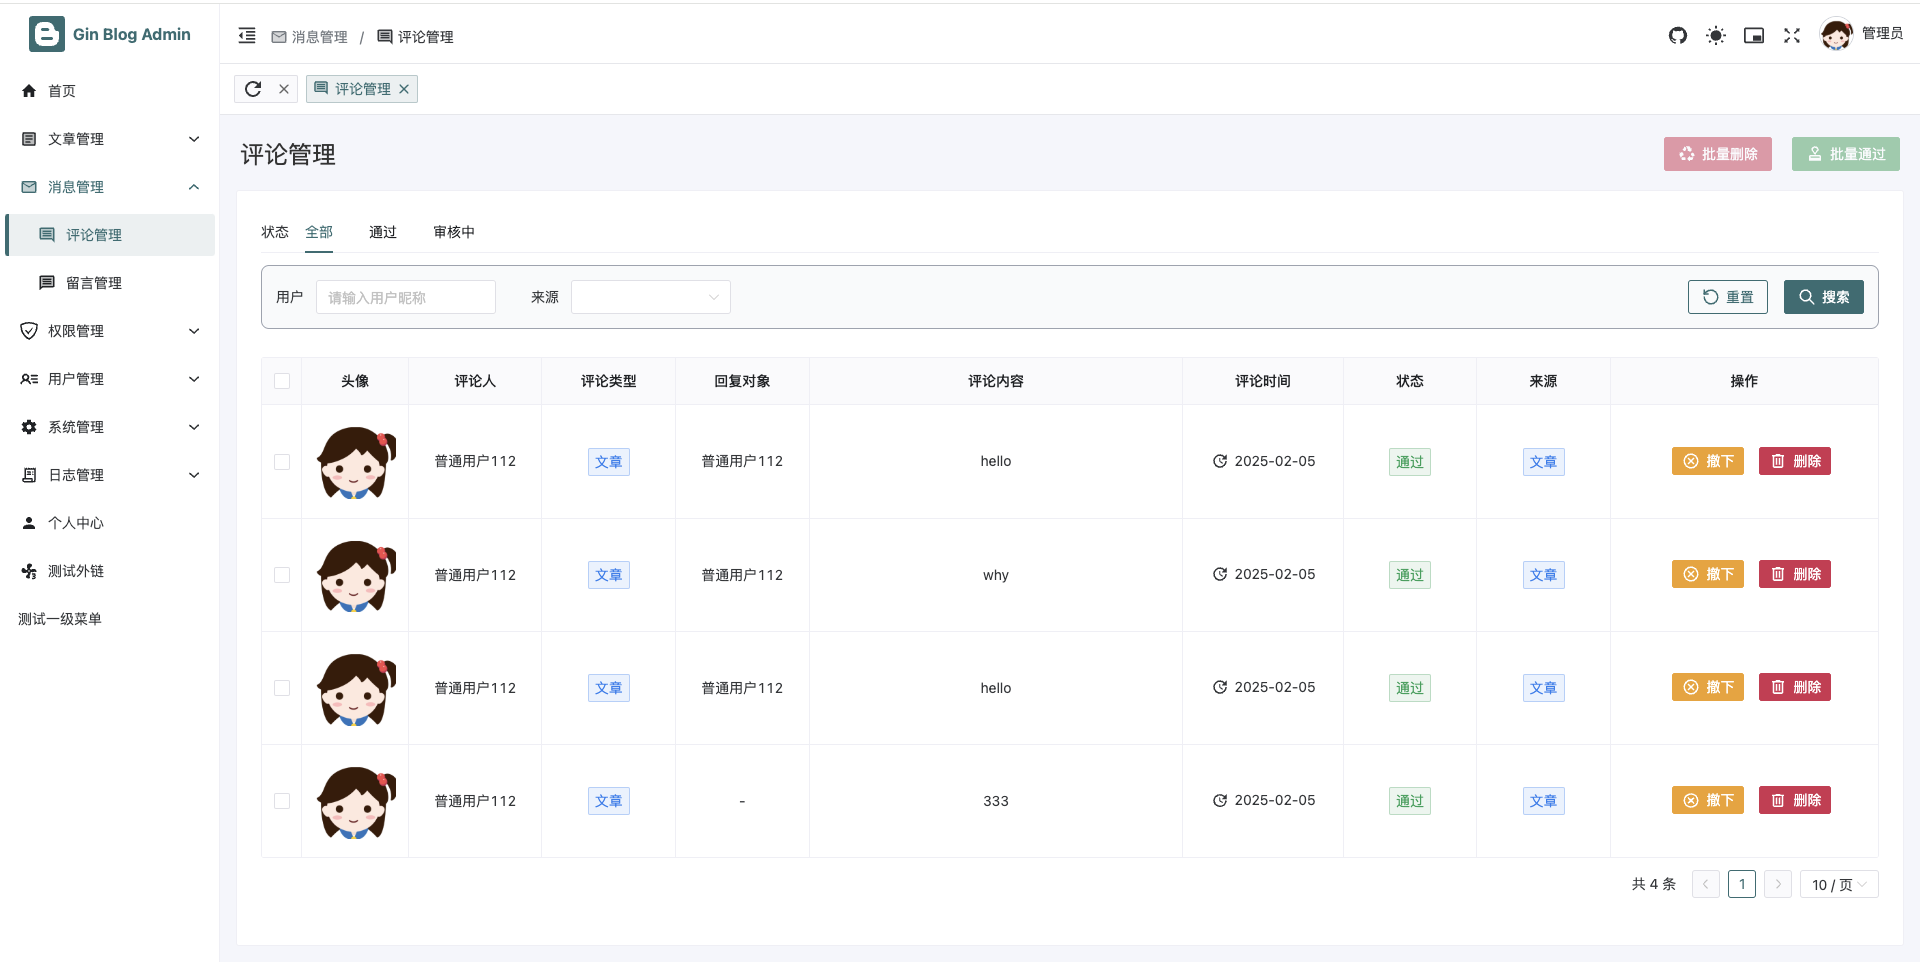 Gin Blog Admin
首页
文章管理
消息管理
评论管理
留言管理
权限管理
用户管理
系统管理
日志管理
个人中心
测试外链
测试一级菜单
消息管理 / 评论管理
管理员
评论管理
评论管理
批量删除 批量通过
状态 全部 通过 审核中
用户 请输入用户昵称 来源 重置 搜索
头像 评论人 评论类型 回复对象 评论内容 评论时间 状态 来源 操作
普通用户112 文章 普通用户112 hello 2025-02-05 通过 文章 撤下 删除
普通用户112 文章 普通用户112 why 2025-02-05 通过 文章 撤下 删除
普通用户112 文章 普通用户112 hello 2025-02-05 通过 文章 撤下 删除
普通用户112 文章 - 333 2025-02-05 通过 文章 撤下 删除
共 4 条 1 10 / 页